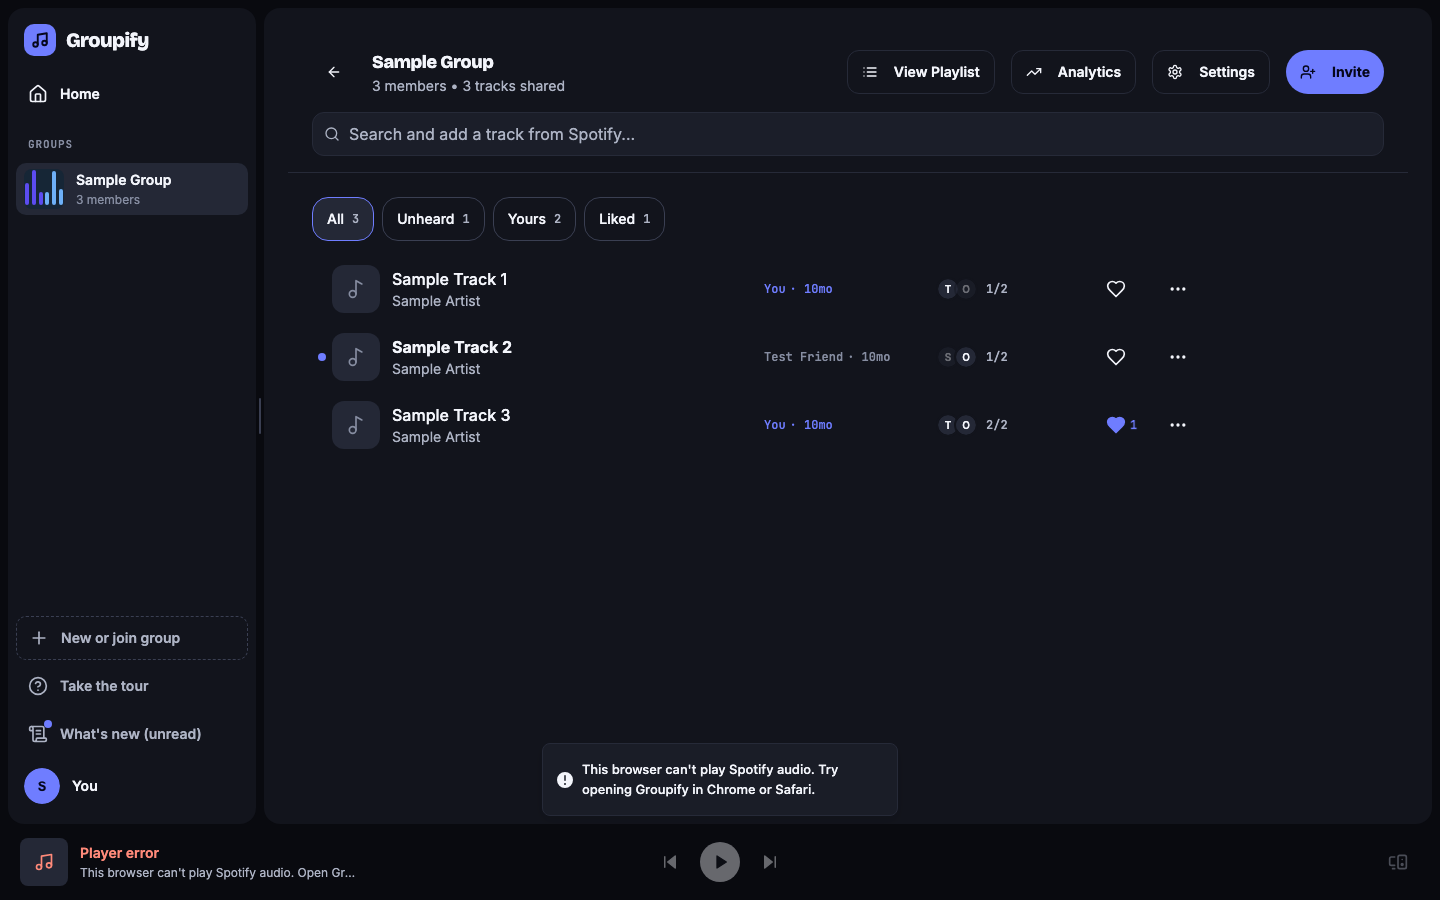 Groupify
Home
GROUPS
Sample Group
3 members
New or join group
Take the tour
What's new (unread)
S
You
Sample Group
3 members • 3 tracks shared
View Playlist
Analytics
Settings
Invite
Search and add a track from Spotify...
All 3
Unheard 1
Yours 2
Liked 1
Sample Track 1
Sample Artist
You · 10mo
T O 1/2
Sample Track 2
Sample Artist
Test Friend · 10mo
S O 1/2
Sample Track 3
Sample Artist
You · 10mo
T O 2/2
1
This browser can't play Spotify audio. Try
opening Groupify in Chrome or Safari.
Player error
This browser can't play Spotify audio. Open Gr...